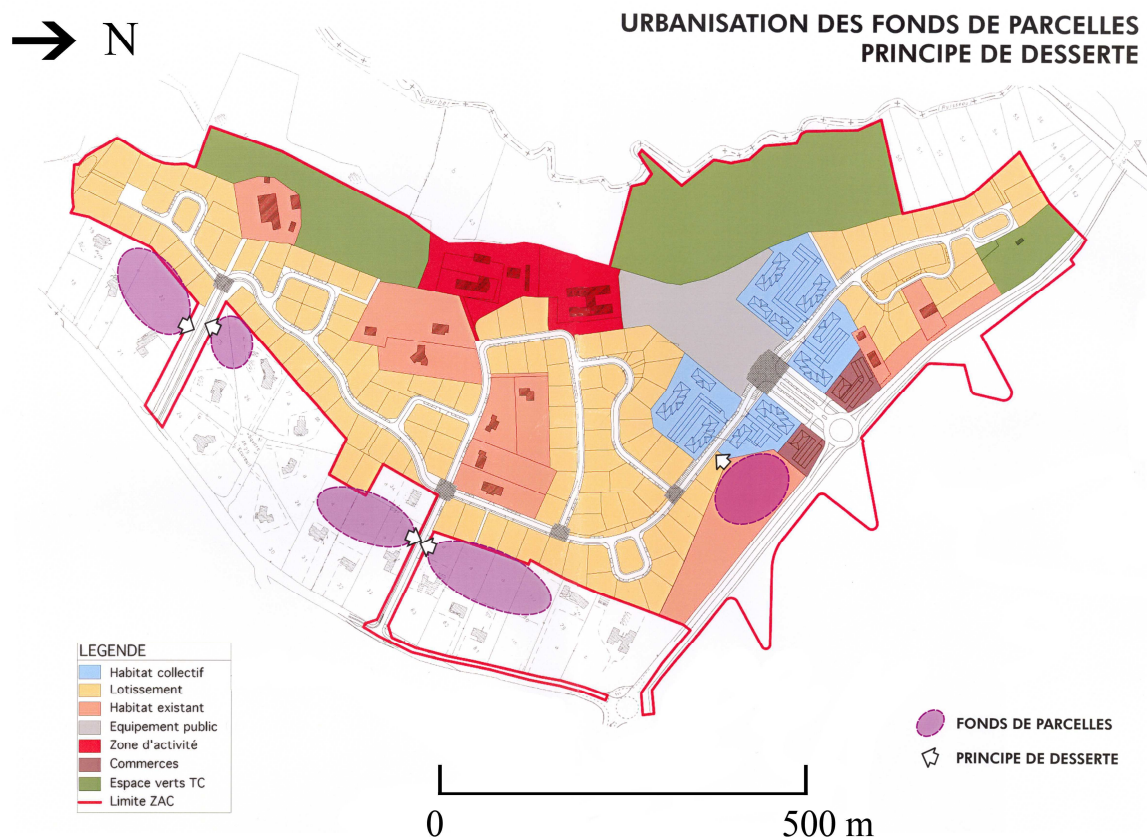 N
URBANISATION DES FONDS DE PARCELLES
PRINCIPE DE DESSERTE
LEGENDE
Habitat collectif
Lotissement
Habitat existant
Equipement public
Zone d'activité
Commerces
Espace verts TC
Limite ZAC
FONDS DE PARCELLES
PRINCIPE DE DESSERTE
0
500 m